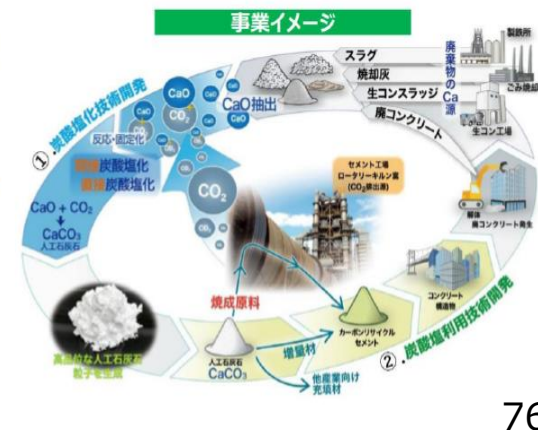 事業イメージ
①.炭酸塩化技術開発
反応・固定化
CaO
CO₂
CaO抽出
スラグ
焼却灰
生コンスラッジ
廃コンクリート
廃棄物のCa源
製鉄所
ごみ焼却
生コン工場
解体
廃コンクリート発生
炭酸塩化
炭酸塩化
CaO + CO₂
CaCO₃
人工石灰石
CO₂
セメント工場
ロータリーキルン窯
(CO₂排出源)
コンクリート
構造物
焼成原料
増量材
カーボンリサイクル
セメント
②.炭酸塩利用技術開発
人工石灰石
粒子を生成
人工石灰石
CaCO₃
他産業向け
充填材
76